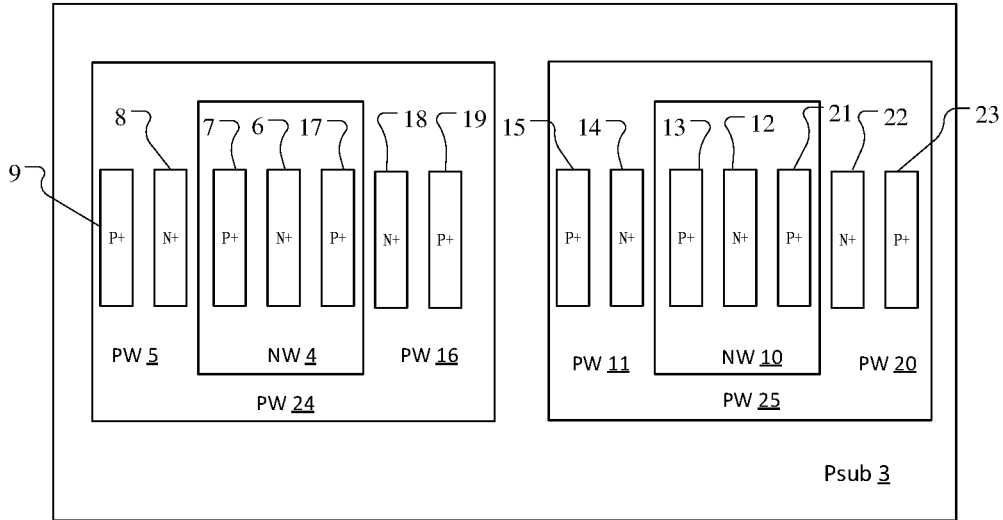 8 7 6 17 18 19 15 14 13 12 21 22 23
9
P+ N+ P+ N+ P+ N+ P+ P+ N+ P+ N+ P+ N+ P+
PW 5 NW 4 PW 16 PW 11 NW 10 PW 20
PW 24 PW 25
Psub 3